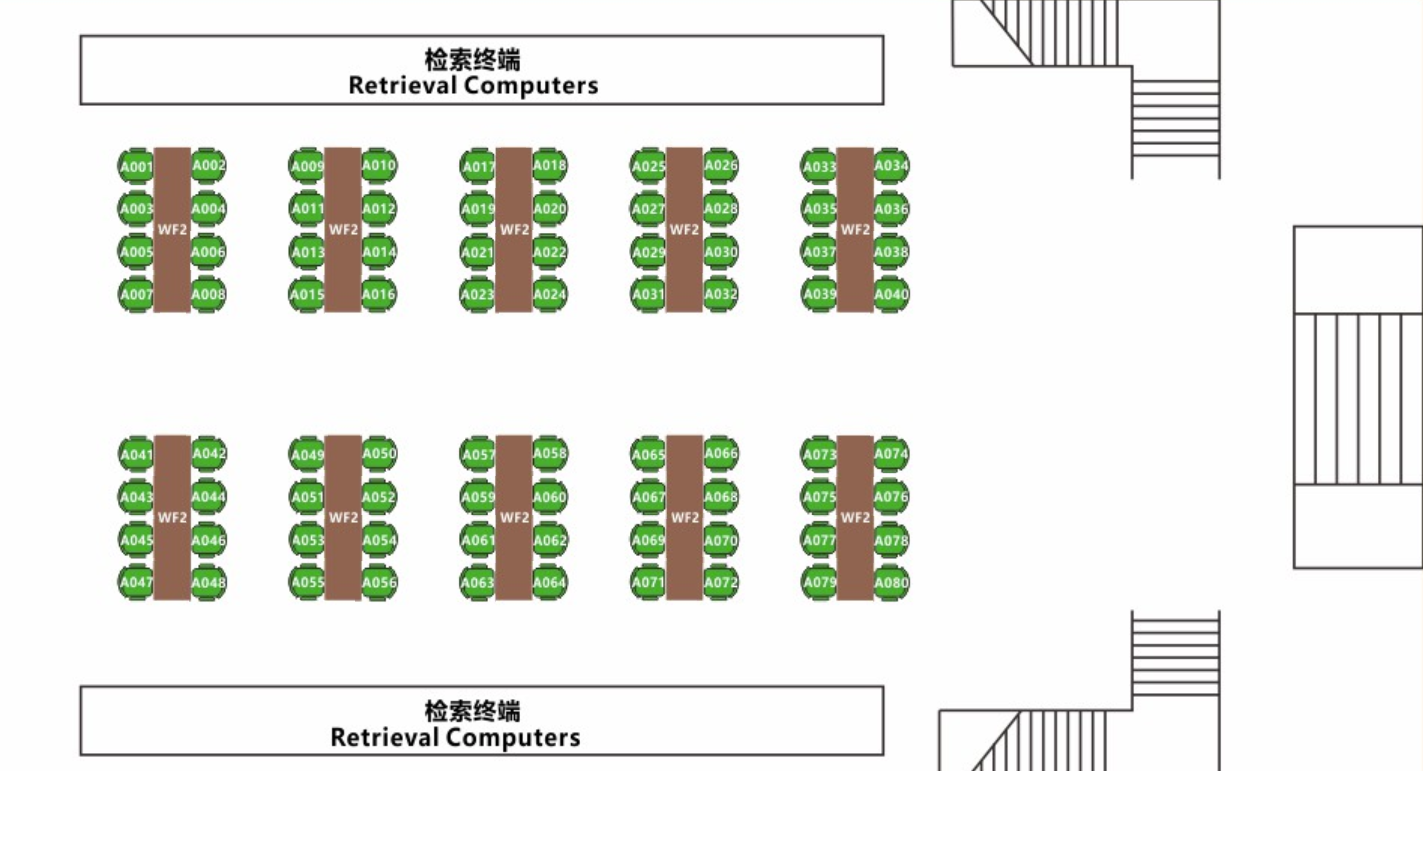 检索终端
Retrieval Computers
A001 A002 A009 A010 A017 A018 A025 A026 A033 A034
A003 A004 A011 A012 A019 A020 A027 A028 A035 A036
WF2 WF2 WF2 WF2 WF2
A005 A006 A013 A014 A021 A022 A029 A030 A037 A038
A007 A008 A015 A016 A023 A024 A031 A032 A039 A040
A041 A042 A049 A050 A057 A058 A065 A066 A073 A074
A043 A044 A051 A052 A059 A060 A067 A068 A075 A076
WF2 WF2 WF2 WF2 WF2
A045 A046 A053 A054 A061 A062 A069 A070 A077 A078
A047 A048 A055 A056 A063 A064 A071 A072 A079 A080
检索终端
Retrieval Computers